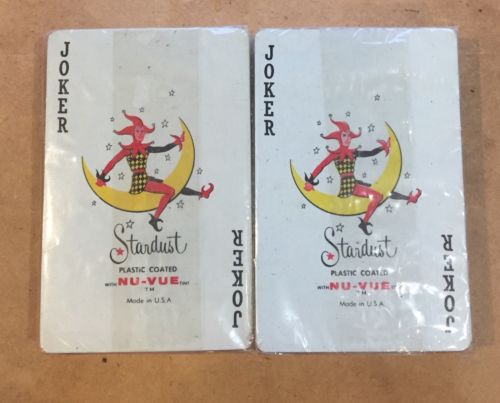 JOKER
Stardust
PLASTIC COATED
WITH NU-VUE TINT
TM
Made in U.S.A.
JOKER
JOKER
Stardust
PLASTIC COATED
WITH NU-VUE TINT
TM
Made in U.S.A.
JOKER